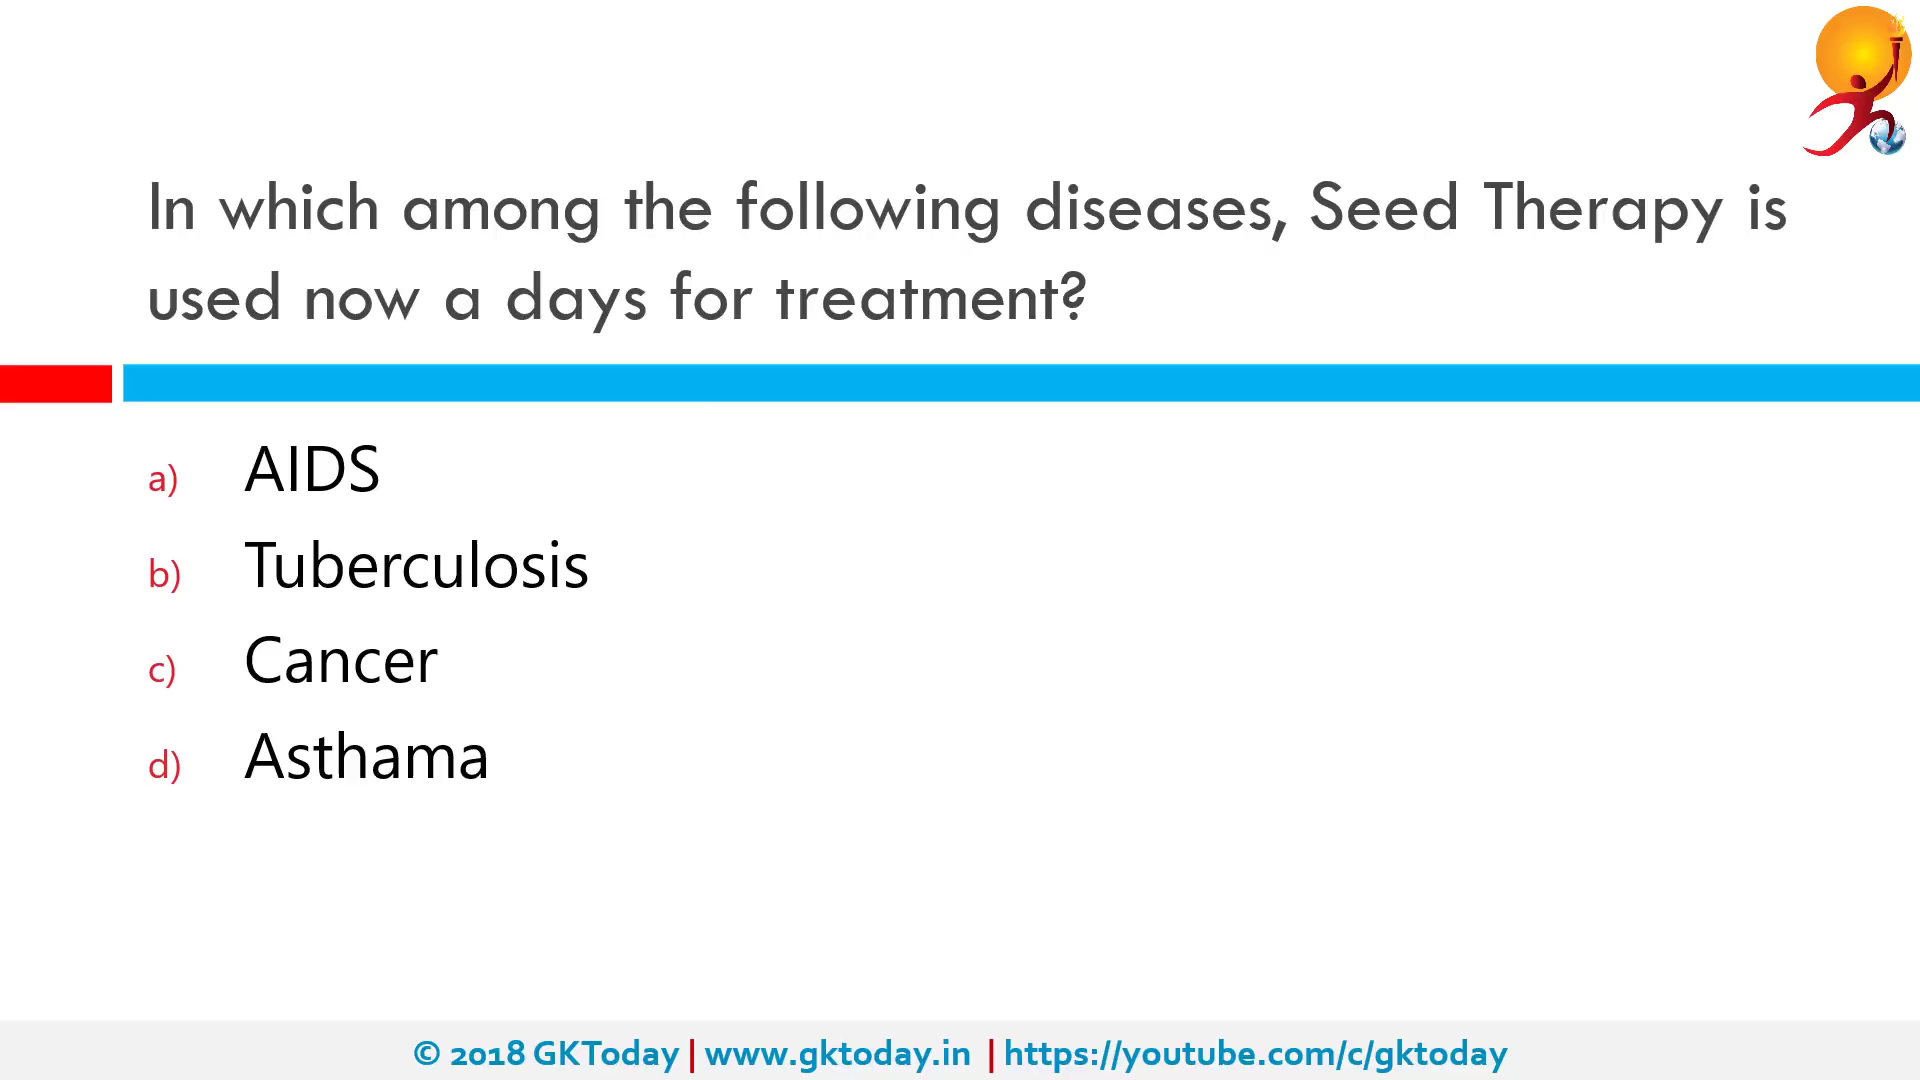 In which among the following diseases, Seed Therapy is
used now a days for treatment?
a) AIDS
b) Tuberculosis
c) Cancer
d) Asthama
© 2018 GKToday | www.gktoday.in | https://youtube.com/c/gktoday